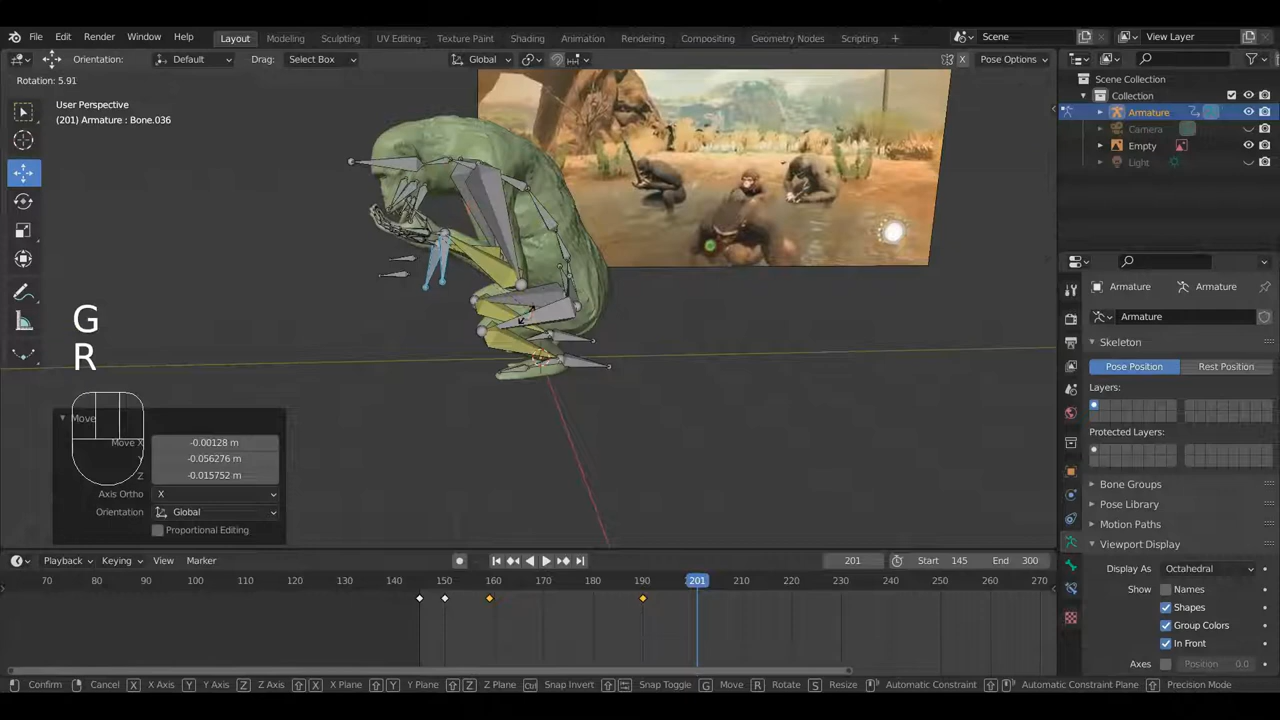 File Edit Render Window Help Layout Modeling Sculpting UV Editing Texture Paint Shading Animation Rendering Compositing Geometry Nodes Scripting + Scene View Layer
Orientation: Default Drag: Select Box Global X Pose Options
Rotation: 5.91
User Perspective
(201) Armature : Bone.036
Scene Collection
Collection
Armature
Camera
Empty
Light
G
R
Move
Move X -0.00128 m
Y -0.056276 m
Z -0.015752 m
Axis Ortho X
Orientation Global
Proportional Editing
Armature Armature
Armature
Skeleton
Pose Position Rest Position
Layers:
Protected Layers:
Bone Groups
Pose Library
Motion Paths
Viewport Display
Display As Octahedral
Show Names
Shapes
Group Colors
In Front
Axes Position 0.0
Playback Keying View Marker 201 Start 145 End 300
70 80 90 100 110 120 130 140 150 160 170 180 190 201 210 220 230 240 250 260 270
Confirm Cancel X X Axis Y Y Axis Z Z Axis X X Plane Y Y Plane Z Z Plane Ctrl Snap Invert Snap Toggle G Move R Rotate S Resize Automatic Constraint Automatic Constraint Plane Precision Mode